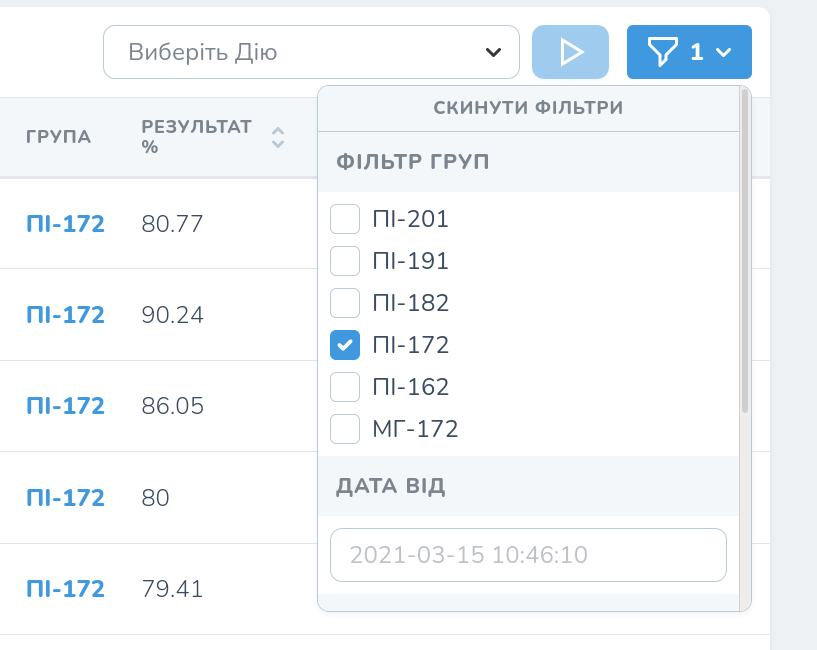 Виберіть Дію
1
СКИНУТИ ФІЛЬТРИ
ГРУПА
РЕЗУЛЬТАТ
%
ФІЛЬТР ГРУП
ПІ-201
ПІ-191
ПІ-182
ПІ-172
ПІ-162
МГ-172
ДАТА ВІД
2021-03-15 10:46:10
ПІ-172 80.77
ПІ-172 90.24
ПІ-172 86.05
ПІ-172 80
ПІ-172 79.41